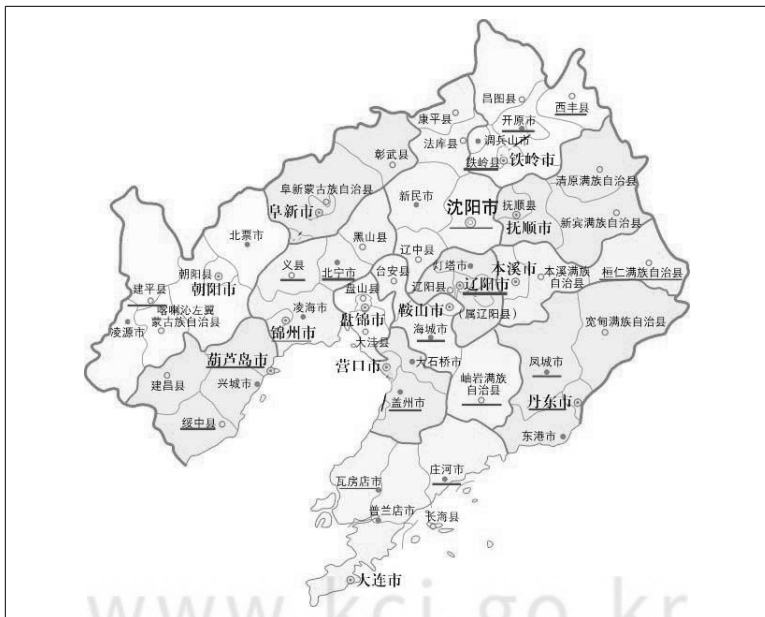 昌图县
西丰县
康平县
开原市
法库县
调兵山市
铁岭县
铁岭市
彰武县
清原满族自治县
阜新蒙古族自治县
阜新市
新民市
沈阳市
抚顺县
抚顺市
新宾满族自治县
北票市
黑山县
辽中县
义县
北宁市
台安县
灯塔市
本溪市
本溪满族
自治县
桓仁满族自治县
朝阳县
朝阳市
建平县
盘山县
辽阳县
辽阳市
喀喇沁左翼
蒙古族自治县
凌源市
凌海市
锦州市
盘锦市
鞍山市
(属辽阳县)
大洼县
海城市
宽甸满族自治县
葫芦岛市
营口市
大石桥市
岫岩满族
自治县
凤城市
建昌县
兴城市
盖州市
丹东市
绥中县
东港市
瓦房店市
庄河市
普兰店市
长海县
大连市
www.kci.go.kr